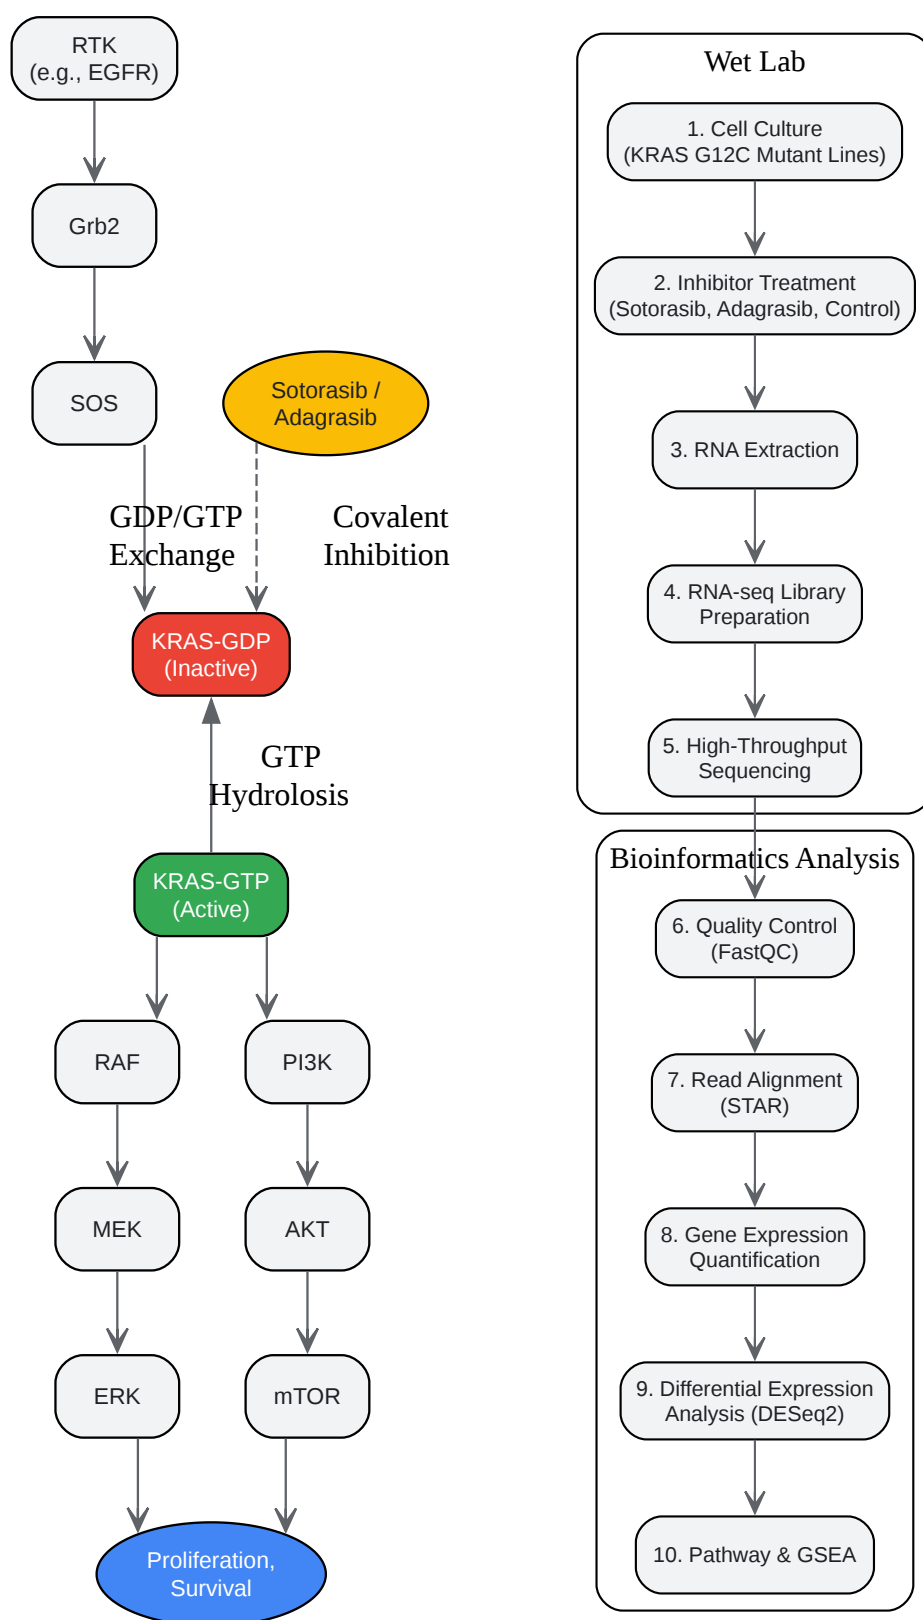 RTK
(e.g., EGFR)
Grb2
SOS
Sotorasib /
Adagrasib
GDP/GTP
Exchange
Covalent
Inhibition
KRAS-GDP
(Inactive)
GTP
Hydrolosis
KRAS-GTP
(Active)
RAF
PI3K
MEK
AKT
ERK
mTOR
Proliferation,
Survival
Wet Lab
1. Cell Culture
(KRAS G12C Mutant Lines)
2. Inhibitor Treatment
(Sotorasib, Adagrasib, Control)
3. RNA Extraction
4. RNA-seq Library
Preparation
5. High-Throughput
Sequencing
Bioinformatics Analysis
6. Quality Control
(FastQC)
7. Read Alignment
(STAR)
8. Gene Expression
Quantification
9. Differential Expression
Analysis (DESeq2)
10. Pathway & GSEA